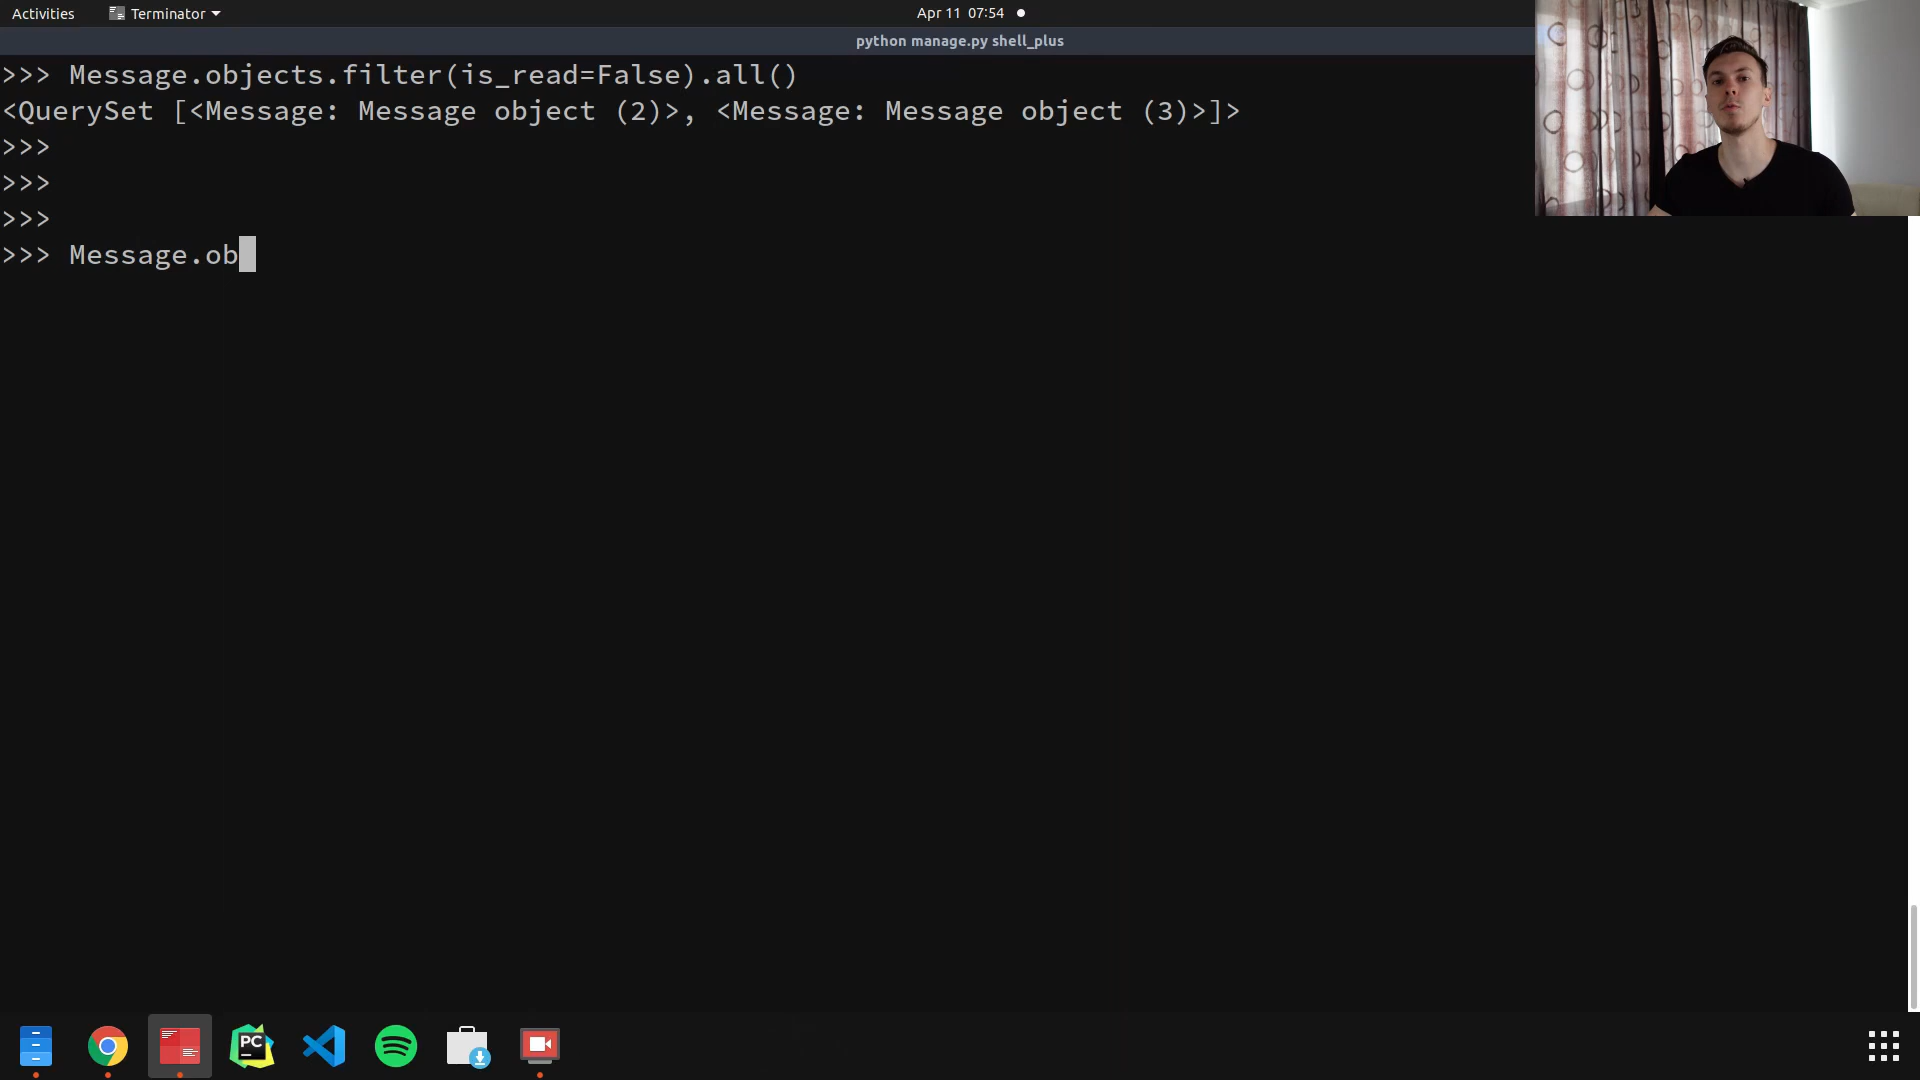 Activities
Terminator
Apr 11 07:54
python manage.py shell_plus
>>> Message.objects.filter(is_read=False).all()
<QuerySet [<Message: Message object (2)>, <Message: Message object (3)>]>
>>>
>>>
>>>
>>> Message.ob
PC